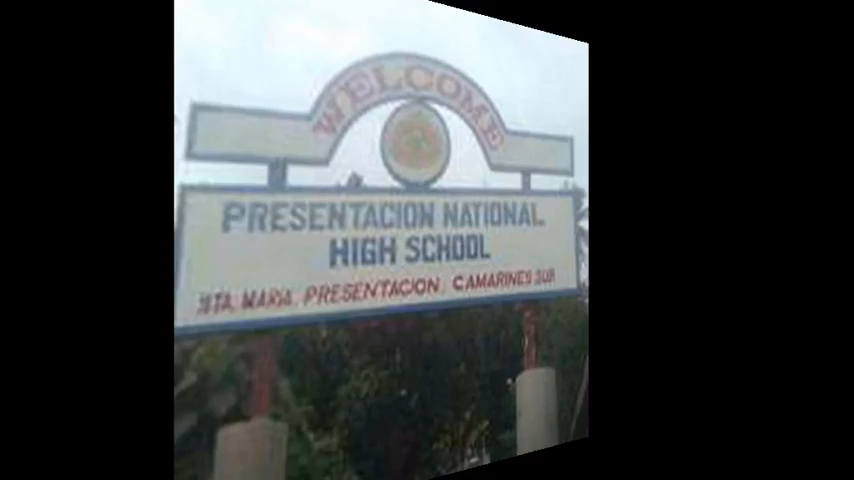 WELCOME
PRESENTACION NATIONAL
HIGH SCHOOL
STA. MARIA, PRESENTACION, CAMARINES SUR